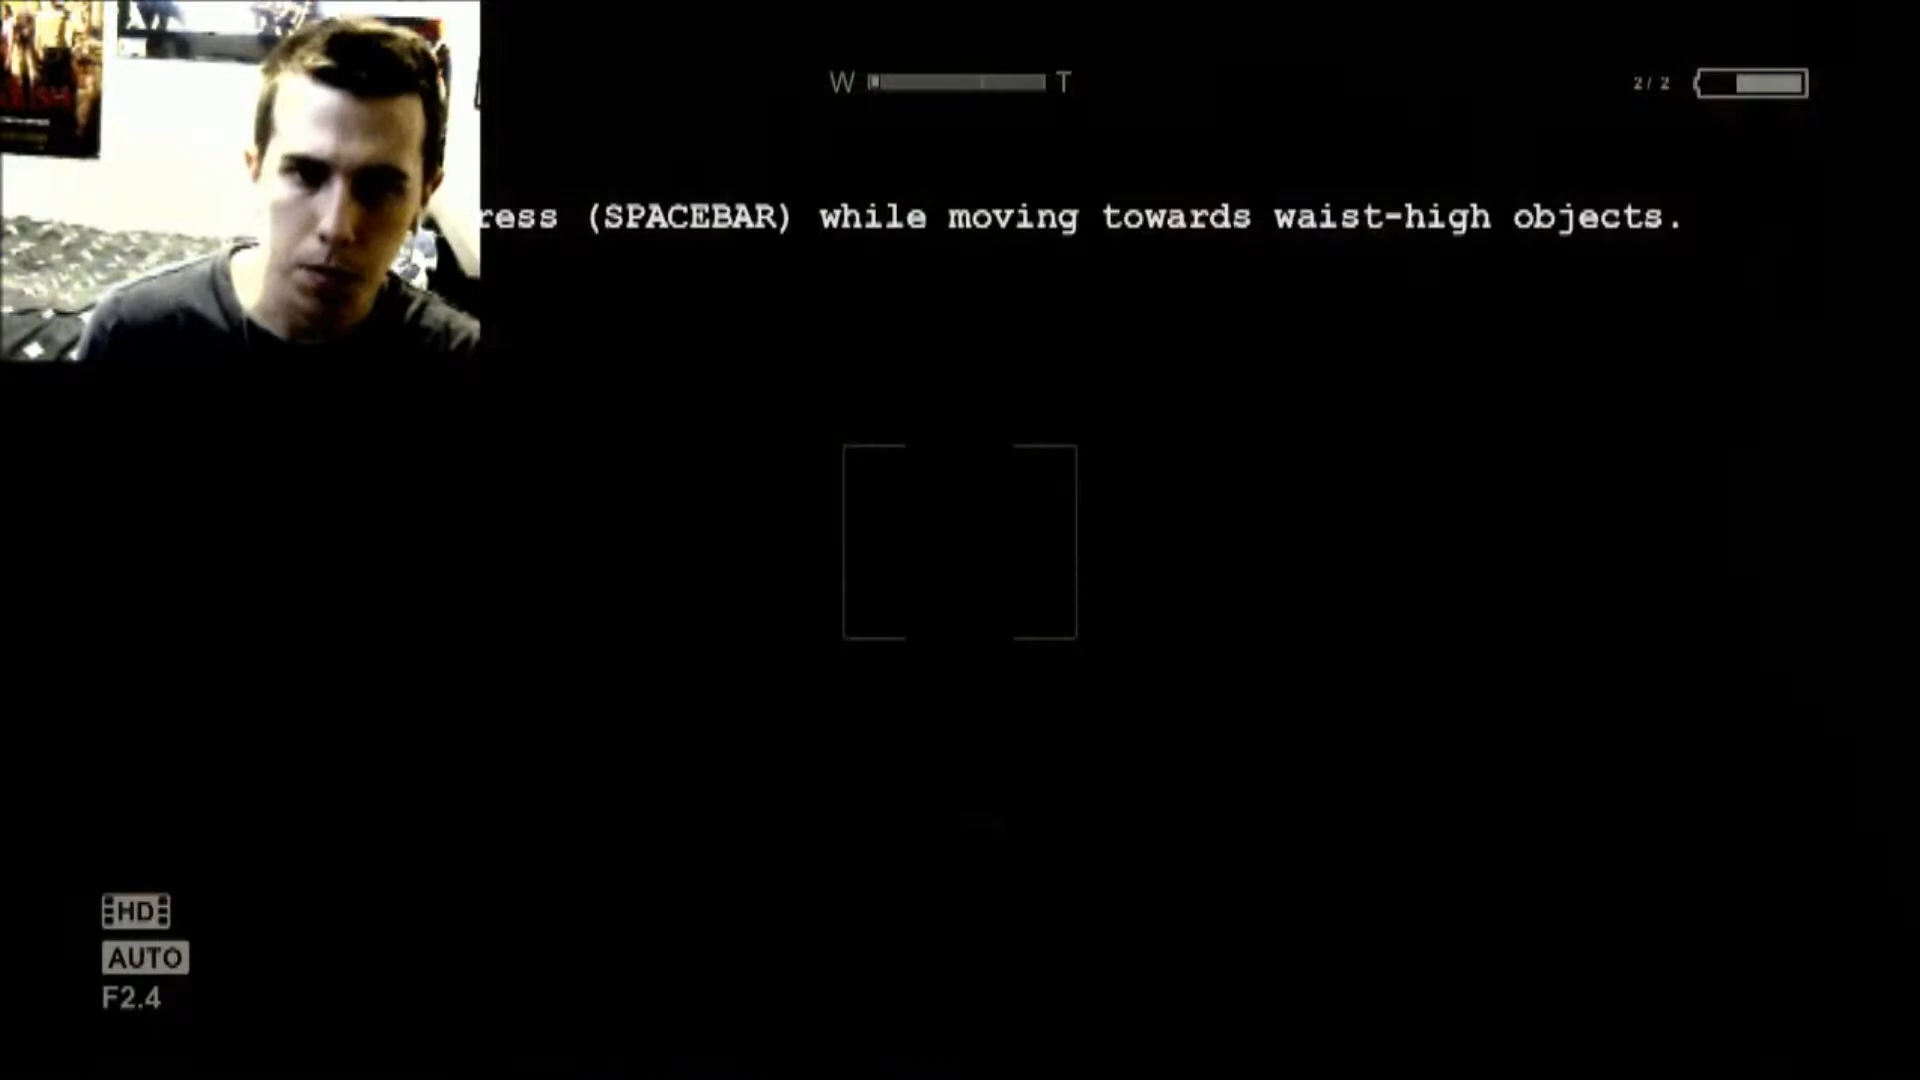 W T
2/ 2
ress (SPACEBAR) while moving towards waist-high objects.
HD
AUTO
F2.4